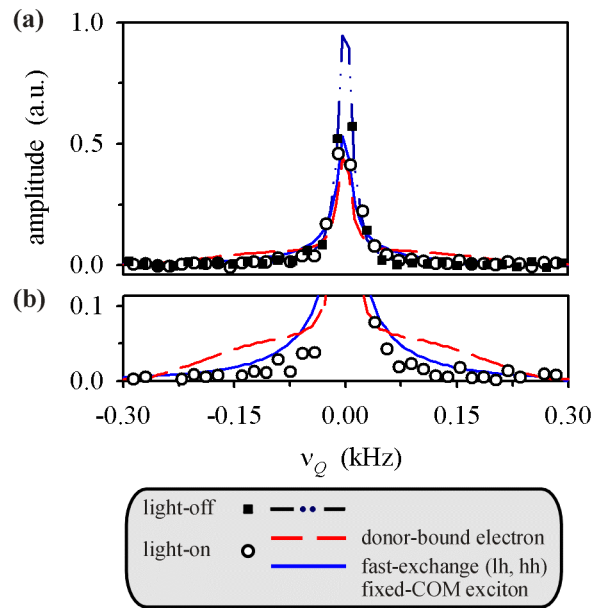 (a)
1.0
0.5
0.0
amplitude (a.u.)
(b)
0.1
0.0
-0.30 -0.15 0.00 0.15 0.30
νQ (kHz)
light-off
donor-bound electron
light-on
fast-exchange (lh, hh)
fixed-COM exciton